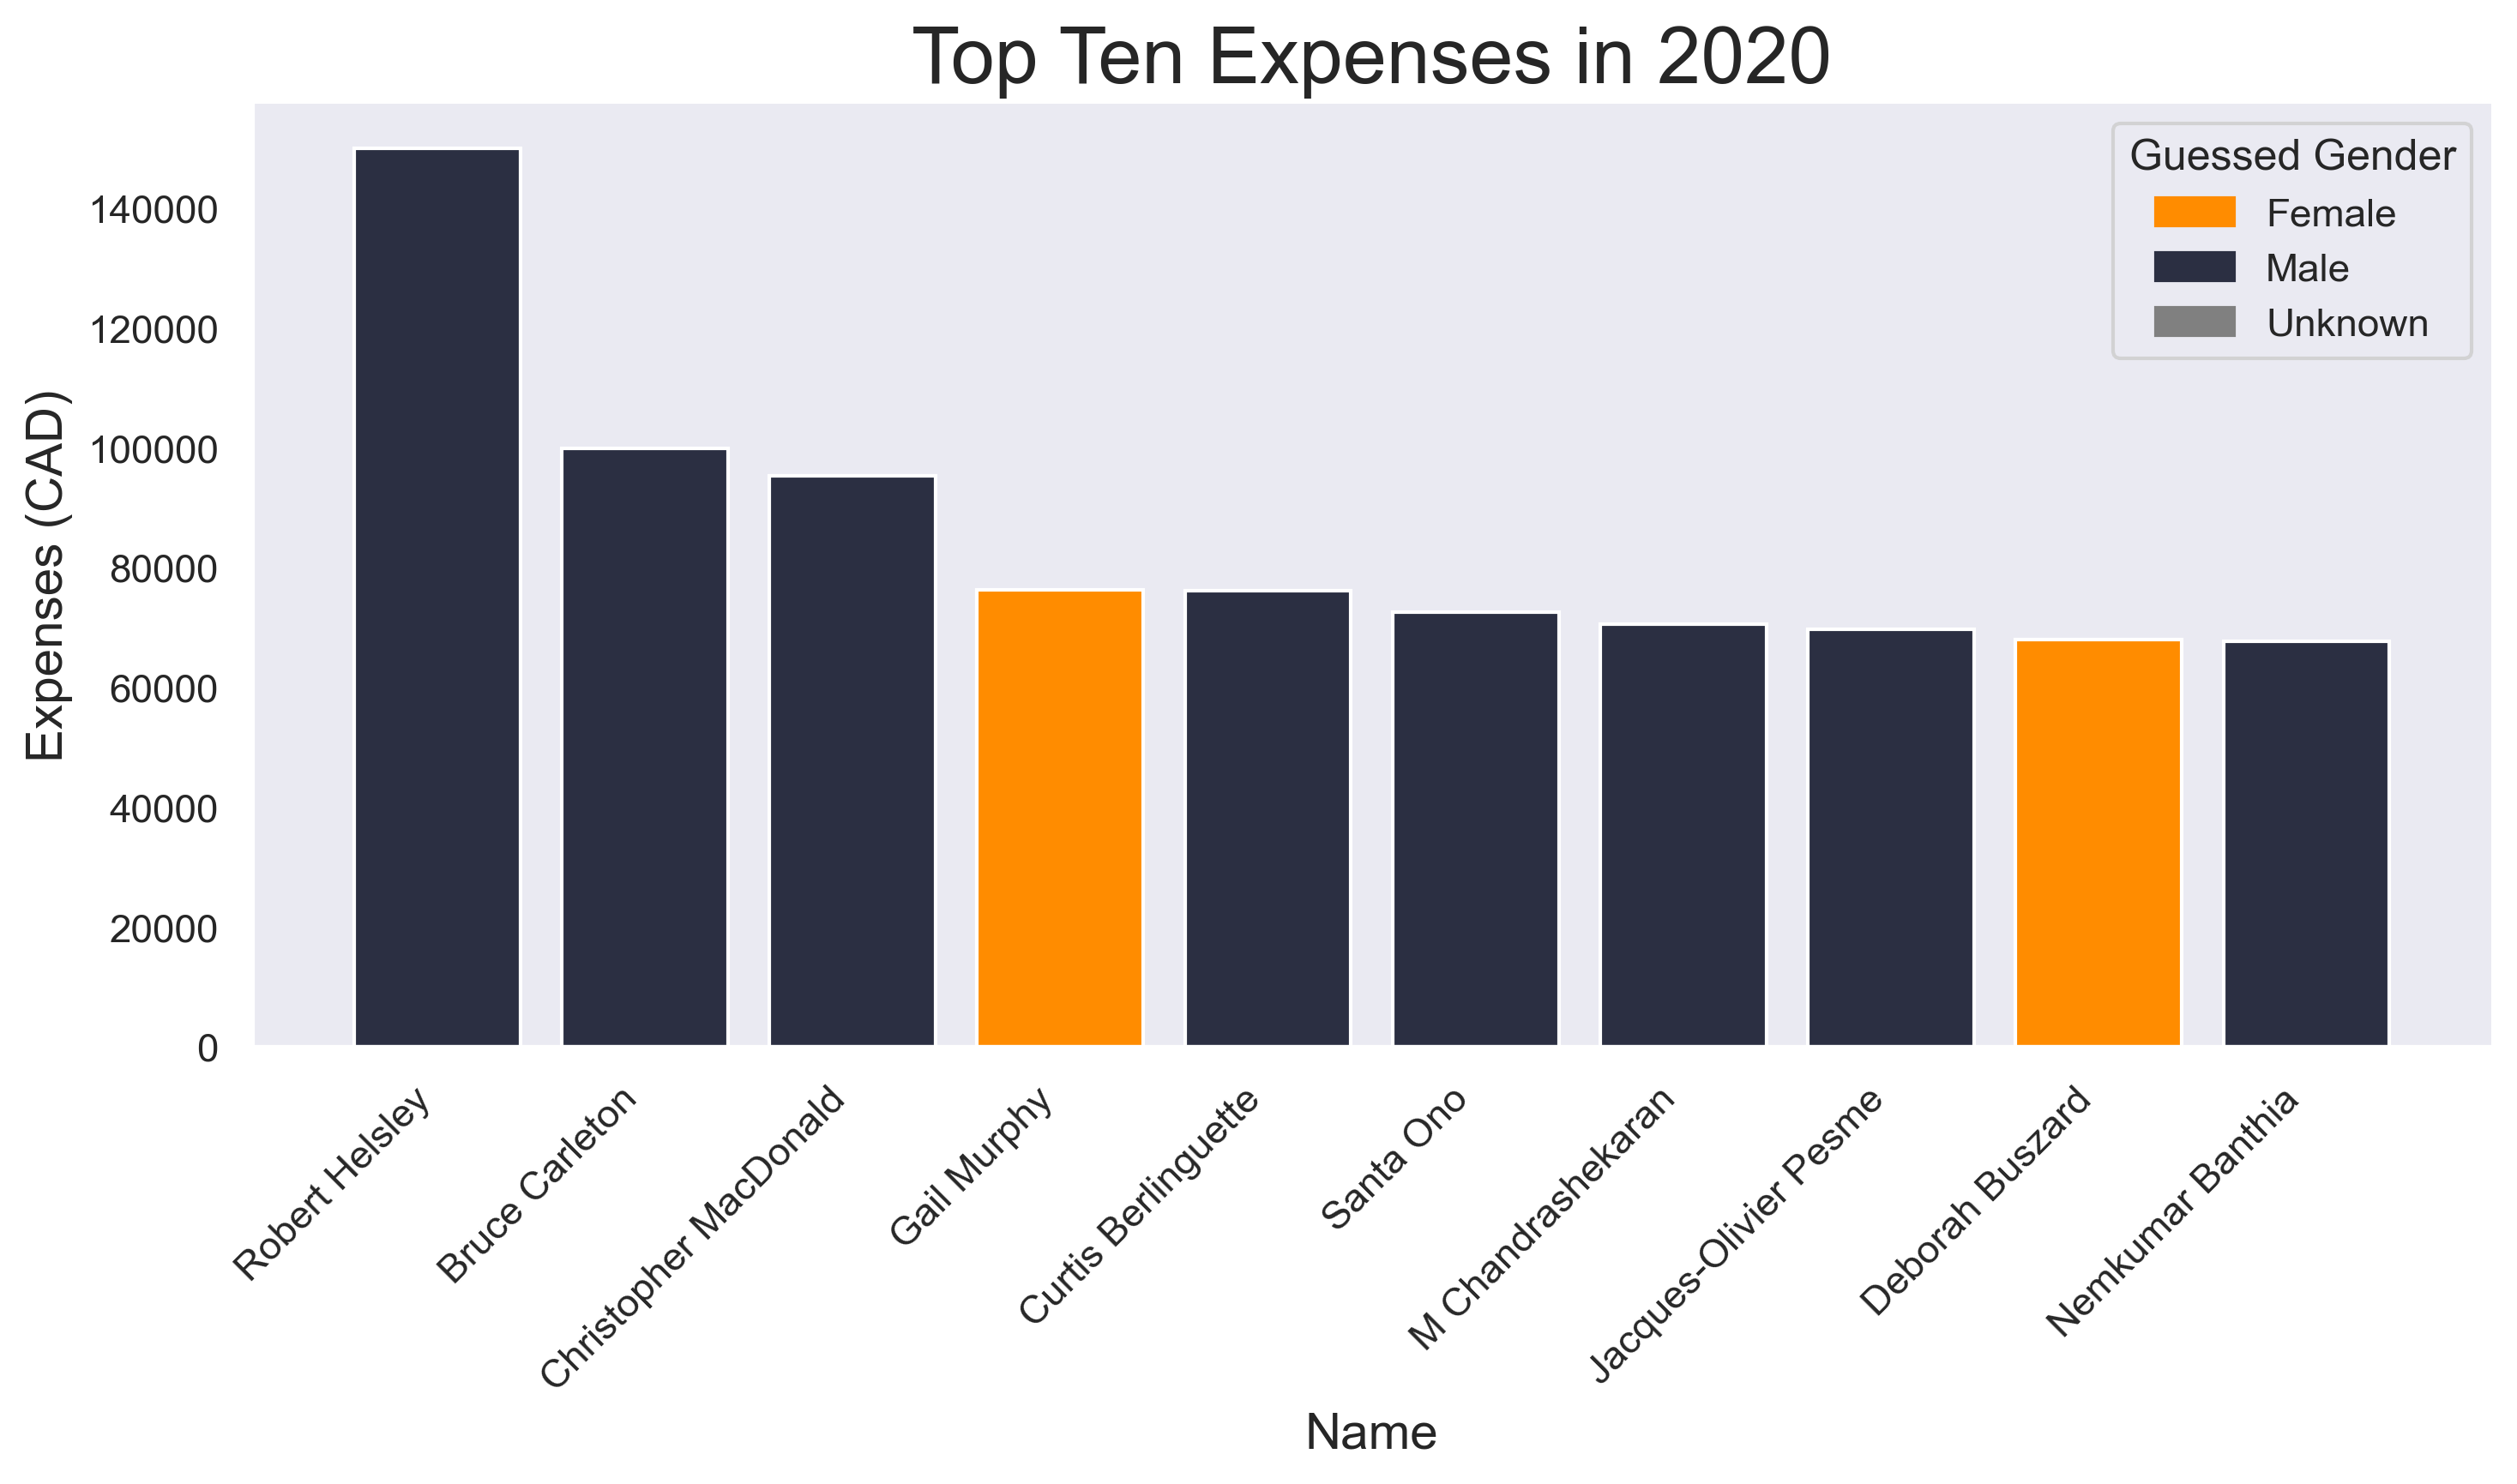 Top Ten Expenses in 2020
Guessed Gender
Female
Male
Unknown
Expenses (CAD)
140000
120000
100000
80000
60000
40000
20000
0
Robert Helsley
Bruce Carleton
Christopher MacDonald
Gail Murphy
Curtis Berlinguette
Santa Ono
M Chandrashekaran
Jacques-Olivier Pesme
Deborah Buszard
Nemkumar Banthia
Name